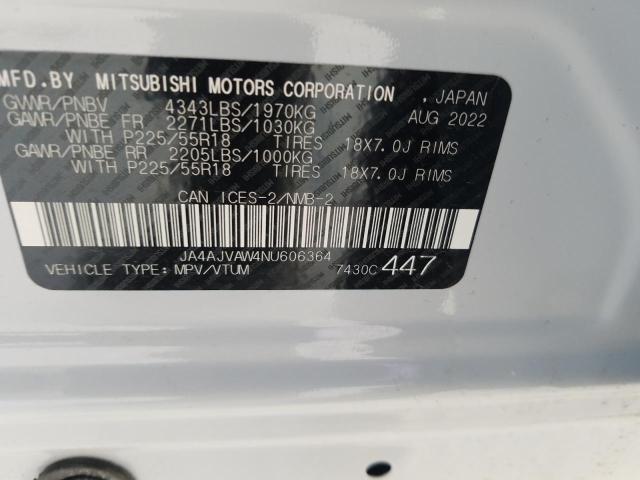 MFD.BY MITSUBISHI MOTORS CORPORATION , JAPAN
GVWR/PNBV 4343LBS/1970KG AUG 2022
GAWR/PNBE FR 2271LBS/1030KG
WITH P225/55R18 TIRES 18X7.0J RIMS
GAWR/PNBE RR 2205LBS/1000KG
WITH P225/55R18 TIRES 18X7.0J RIMS
CAN ICES-2/NMB-2
JA4AJVAW4NU606364
VEHICLE TYPE: MPV/VTUM 7430C 447